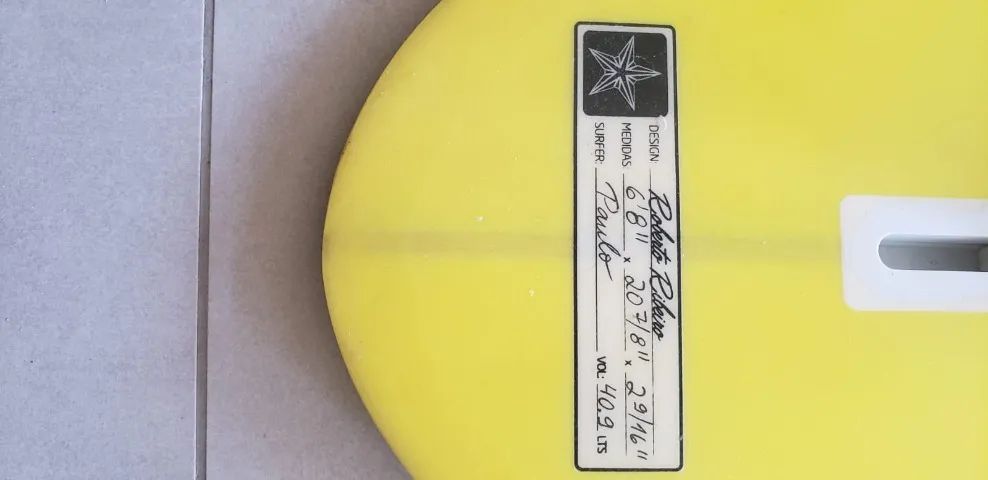 DESIGN: Roberto Ribeiro
MEDIDAS: 6'8" x 20 7/8" x 2 9/16"
SURFER: Paulo VOL: 40.9 LTS